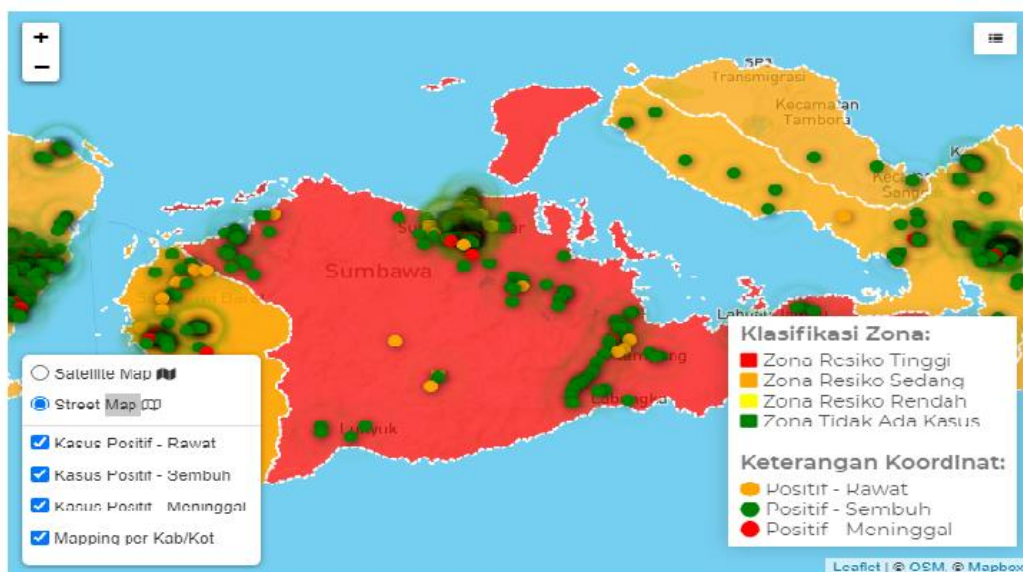 +
−
SP3
Transmigrasi
Kecamatan
Tambora
Sumbawa
Lunyuk
Labangka
Satellite Map
Street Map
Kasus Positif - Rawat
Kasus Positif - Sembuh
Kasus Positif - Meninggal
Mapping per Kab/Kot
Klasifikasi Zona:
Zona Resiko Tinggi
Zona Resiko Sedang
Zona Resiko Rendah
Zona Tidak Ada Kasus
Keterangan Koordinat:
Positif - Rawat
Positif - Sembuh
Positif - Meninggal
Leaflet | © OSM, © Mapbox